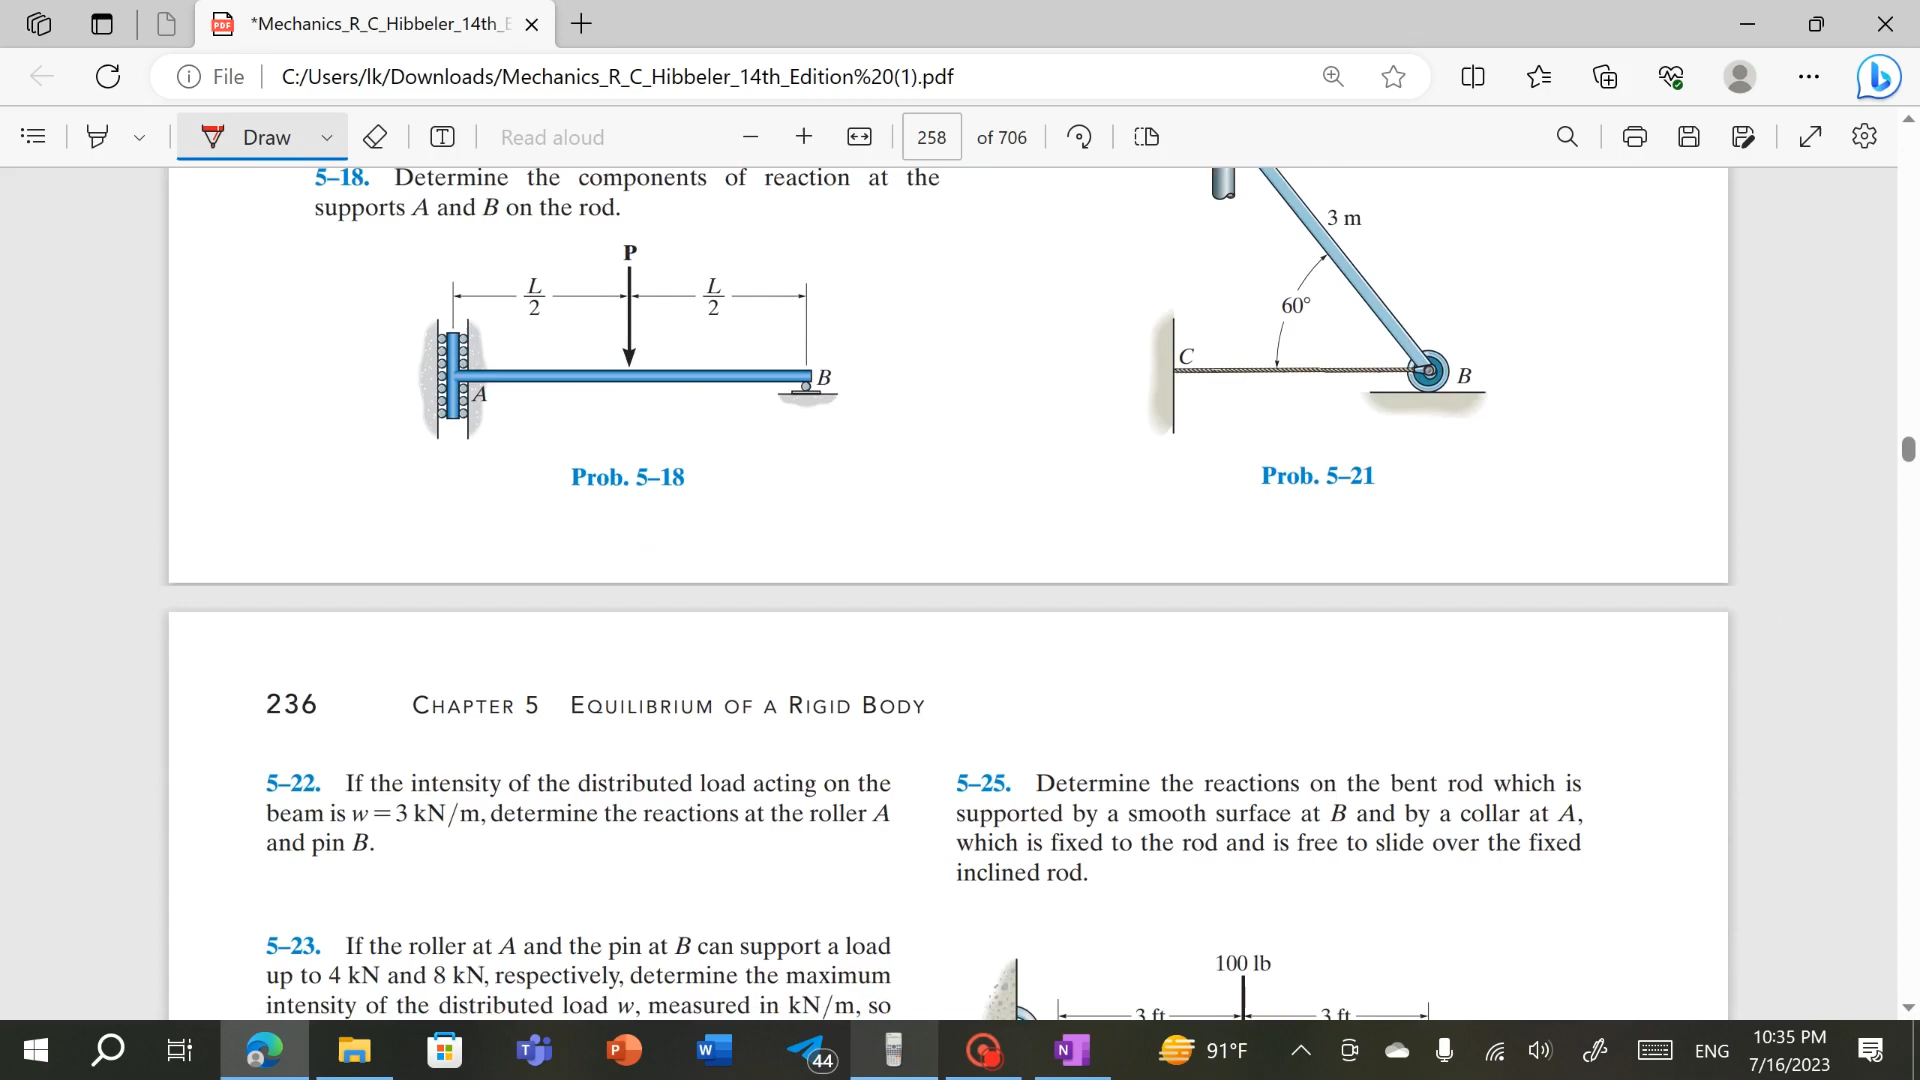 *Mechanics_R_C_Hibbeler_14th_E
File
C:/Users/lk/Downloads/Mechanics_R_C_Hibbeler_14th_Edition%20(1).pdf
Draw
T
Read aloud
258 of 706
5–18. Determine the components of reaction at the
supports A and B on the rod.
P
L
2
L
2
A
B
Prob. 5–18
3 m
60°
C
B
Prob. 5–21
236 CHAPTER 5 EQUILIBRIUM OF A RIGID BODY
5–22. If the intensity of the distributed load acting on the
beam is w = 3 kN/m, determine the reactions at the roller A
and pin B.
5–23. If the roller at A and the pin at B can support a load
up to 4 kN and 8 kN, respectively, determine the maximum
intensity of the distributed load w, measured in kN/m, so
5–25. Determine the reactions on the bent rod which is
supported by a smooth surface at B and by a collar at A,
which is fixed to the rod and is free to slide over the fixed
inclined rod.
100 lb
3 ft
3 ft
44
91°F
ENG
10:35 PM
7/16/2023